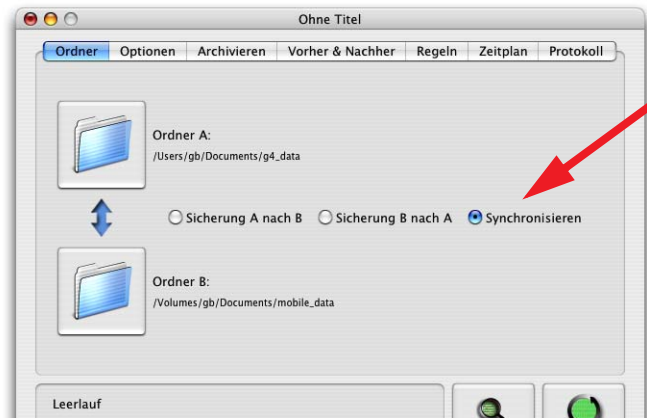 Ohne Titel
Ordner Optionen Archivieren Vorher & Nachher Regeln Zeitplan Protokoll
Ordner A:
/Users/gb/Documents/g4_data
Sicherung A nach B Sicherung B nach A Synchronisieren
Ordner B:
/Volumes/gb/Documents/mobile_data
Leerlauf